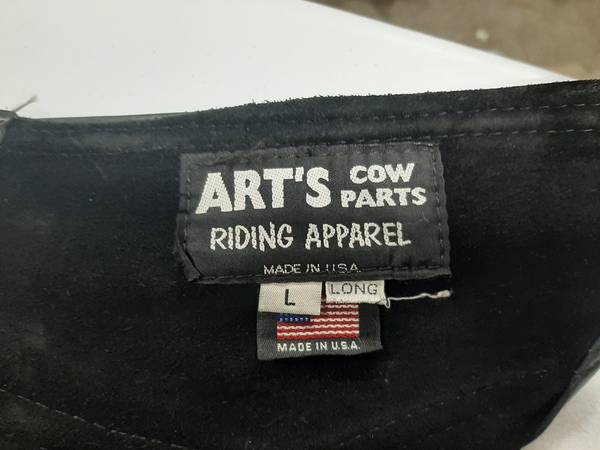 ART'S COW PARTS
RIDING APPAREL
MADE IN U.S.A.
L LONG
MADE IN U.S.A.